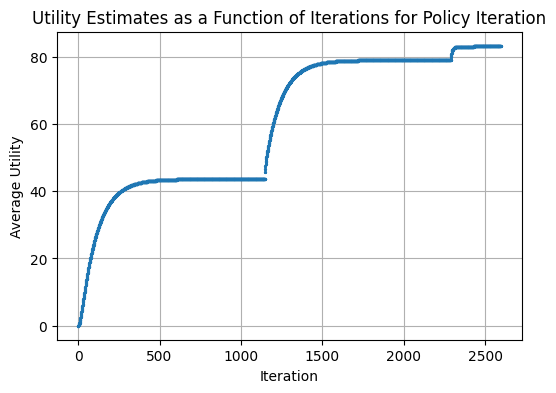 Utility Estimates as a Function of Iterations for Policy Iteration
80
60
40
20
0
Average Utility
0 500 1000 1500 2000 2500
Iteration